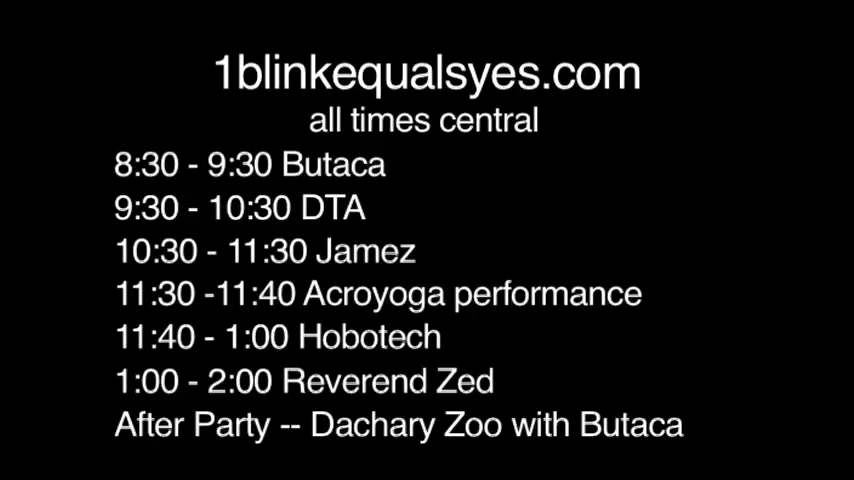 1blinkequalsyes.com
all times central
8:30 - 9:30 Butaca
9:30 - 10:30 DTA
10:30 - 11:30 Jamez
11:30 -11:40 Acroyoga performance
11:40 - 1:00 Hobotech
1:00 - 2:00 Reverend Zed
After Party -- Dachary Zoo with Butaca